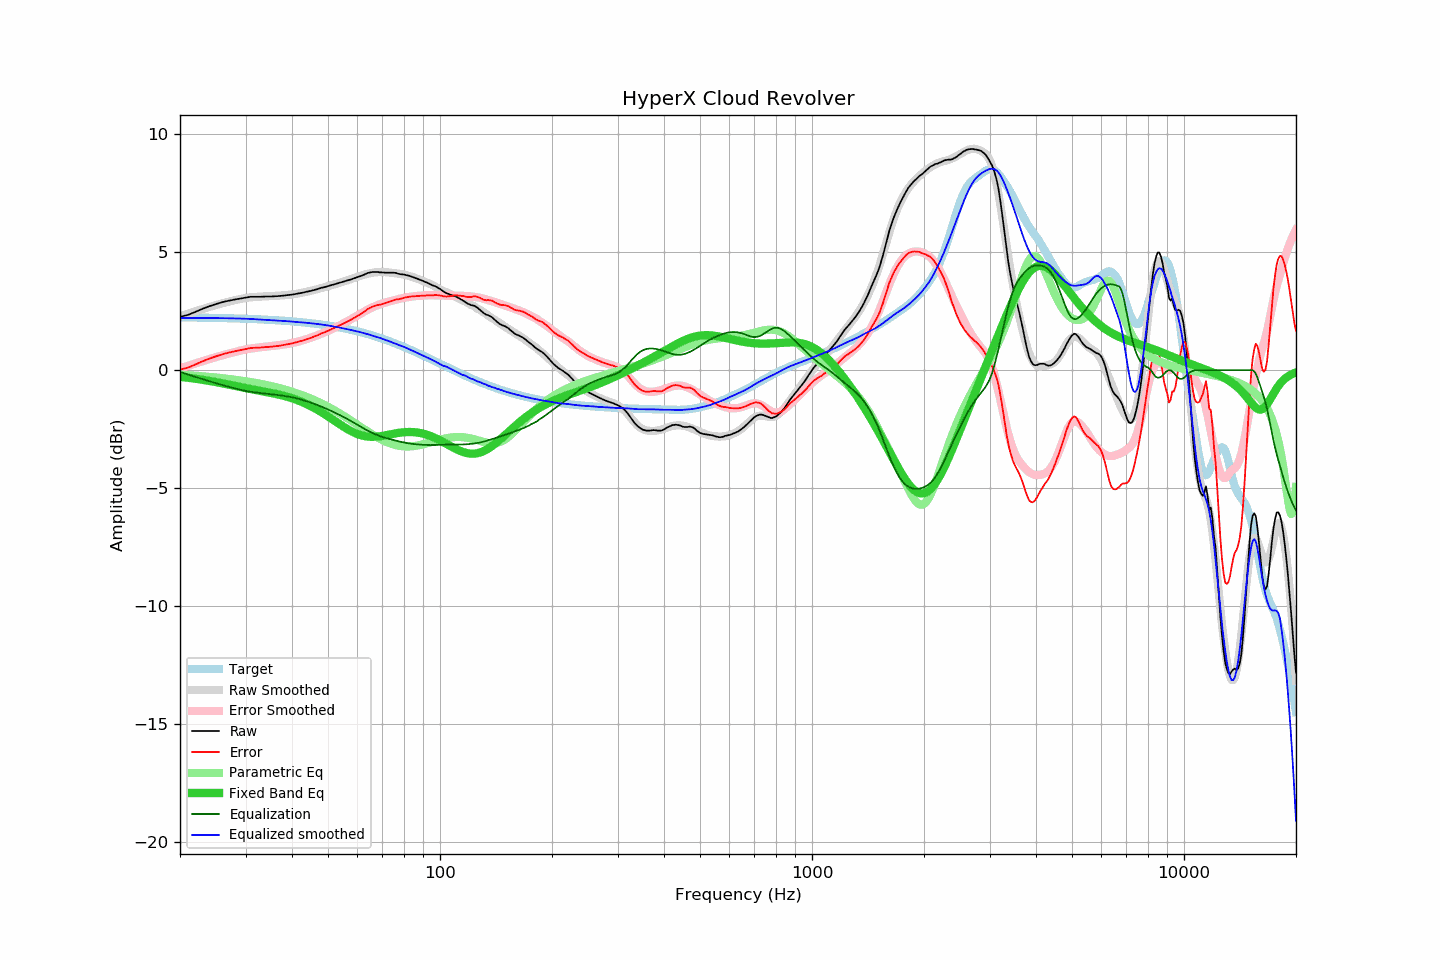 HyperX Cloud Revolver
10
5
0
−5
−10
−15
−20
Amplitude (dBr)
Target
Raw Smoothed
Error Smoothed
Raw
Error
Parametric Eq
Fixed Band Eq
Equalization
Equalized smoothed
100 1000 10000
Frequency (Hz)